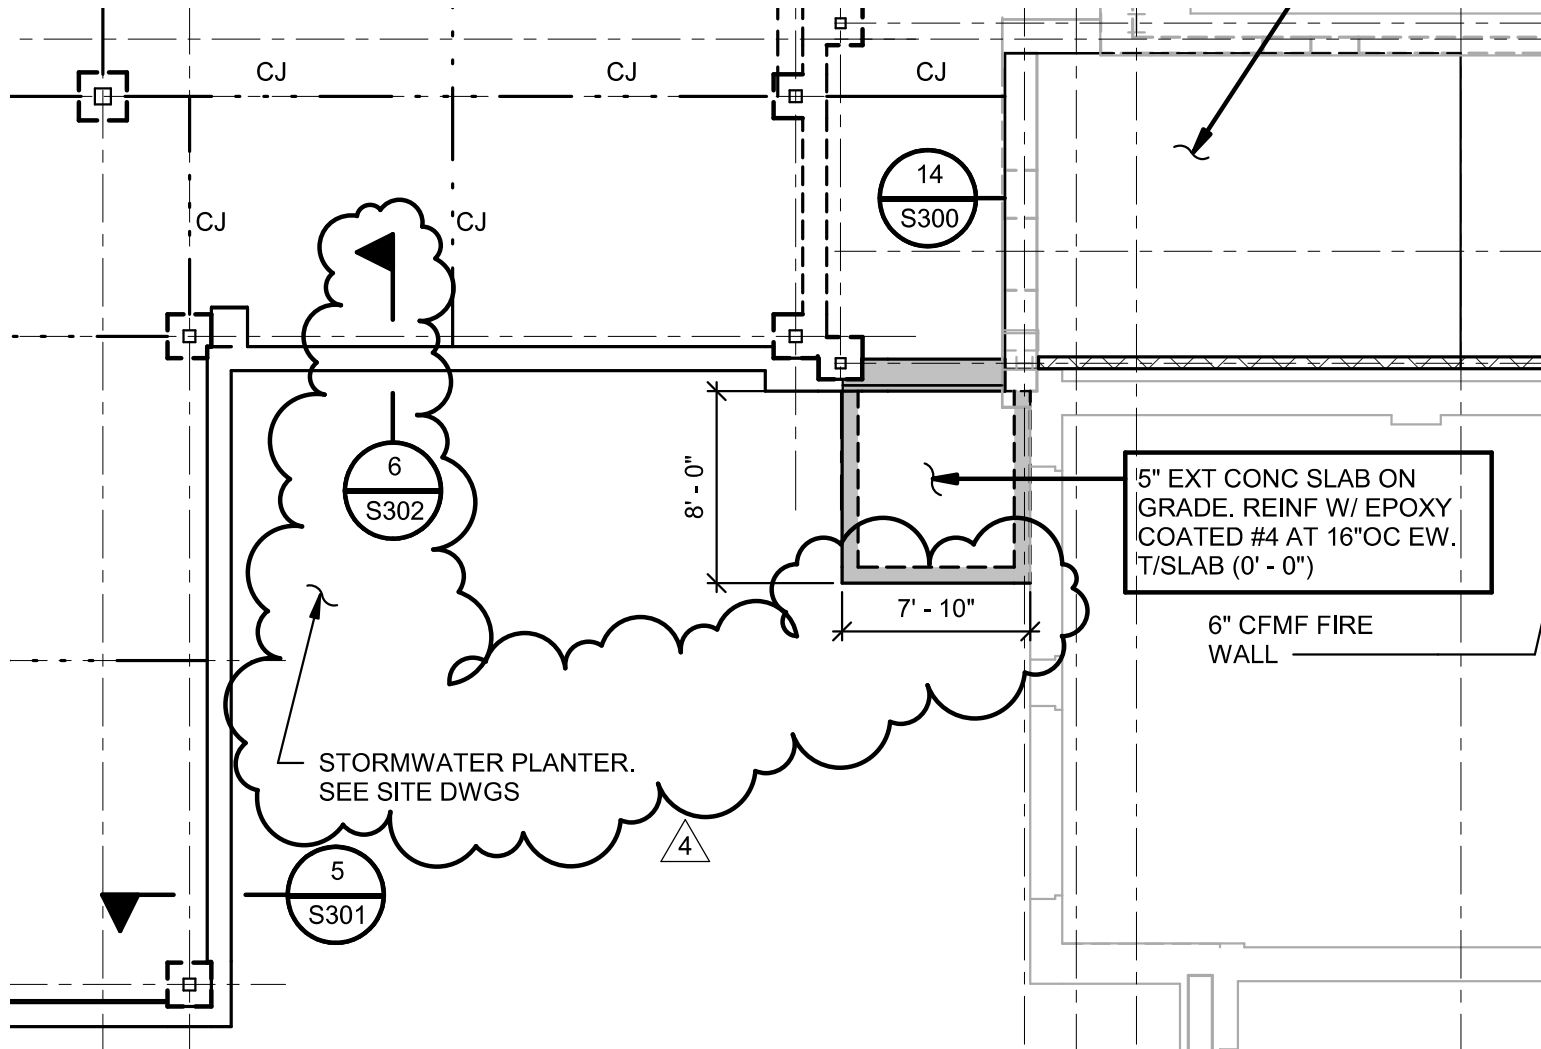 CJ
CJ
CJ
14
S300
CJ
CJ
6
S302
8' - 0"
5" EXT CONC SLAB ON
GRADE. REINF W/ EPOXY
COATED #4 AT 16"OC EW.
T/SLAB (0' - 0")
7' - 10"
6" CFMF FIRE
WALL
STORMWATER PLANTER.
SEE SITE DWGS
4
5
S301